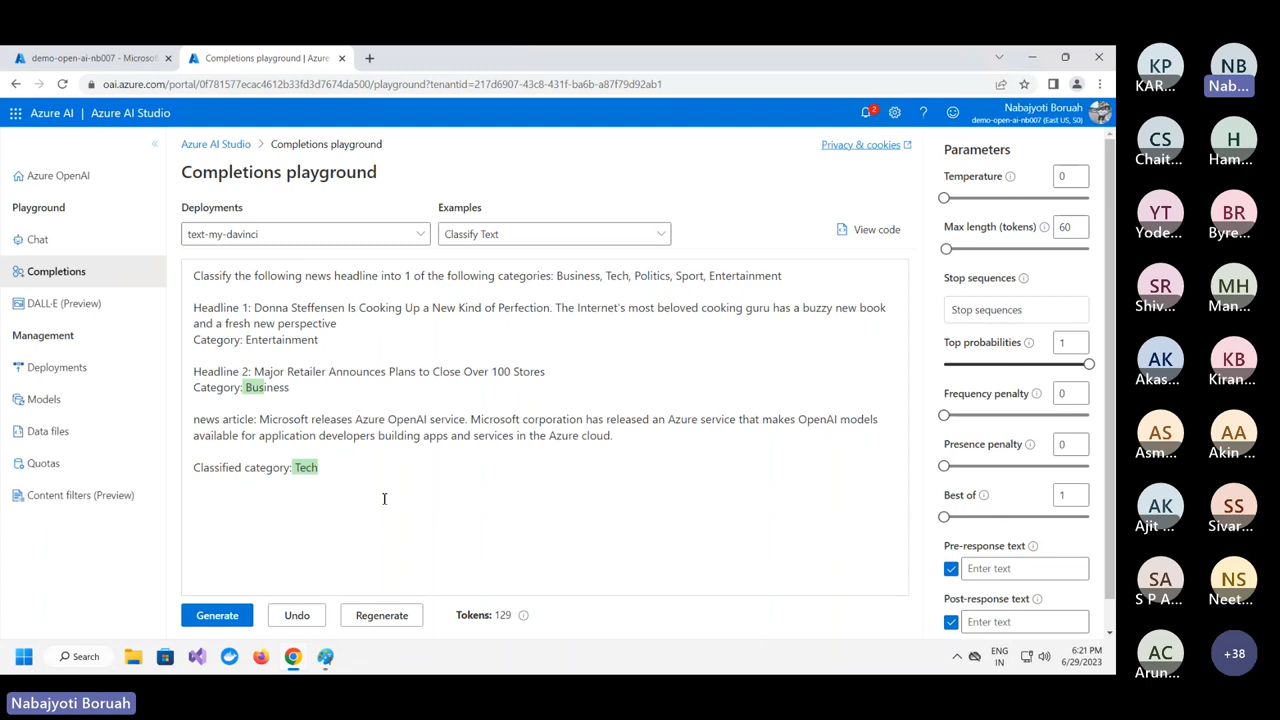 demo-open-ai-nb007 - Microsof
Completions playground | Azure
oai.azure.com/portal/0f781577ecac4612b33fd3d7674da500/playground?tenantid=217d6907-43c8-431f-ba6b-a87f79d92ab1
Azure AI | Azure AI Studio
2
Nabajyoti Boruah
demo-open-ai-nb007 (East US, S0)
Azure OpenAI
Playground
Chat
Completions
DALL·E (Preview)
Management
Deployments
Models
Data files
Quotas
Content filters (Preview)
Azure AI Studio > Completions playground
Privacy & cookies
Completions playground
Deployments
Examples
text-my-davinci
Classify Text
View code
Classify the following news headline into 1 of the following categories: Business, Tech, Politics, Sport, Entertainment
Headline 1: Donna Steffensen Is Cooking Up a New Kind of Perfection. The Internet's most beloved cooking guru has a buzzy new book
and a fresh new perspective
Category: Entertainment
Headline 2: Major Retailer Announces Plans to Close Over 100 Stores
Category: Business
news article: Microsoft releases Azure OpenAI service. Microsoft corporation has released an Azure service that makes OpenAI models
available for application developers building apps and services in the Azure cloud.
Classified category: Tech
Generate
Undo
Regenerate
Tokens: 129
Parameters
Temperature
0
Max length (tokens)
60
Stop sequences
Stop sequences
Top probabilities
1
Frequency penalty
0
Presence penalty
0
Best of
1
Pre-response text
Enter text
Post-response text
Enter text
Search
ENG
IN
6:21 PM
6/29/2023
KP
KAR...
NB
Nab...
CS
Chait...
H
Ham...
YT
Yode...
BR
Byre...
SR
Shiv...
MH
Man...
AK
Akas...
KB
Kiran...
AS
Asm...
AA
Akin ...
AK
Ajit ...
SS
Sivar...
SA
S P A...
NS
Neet...
AC
Arun...
+38
Nabajyoti Boruah